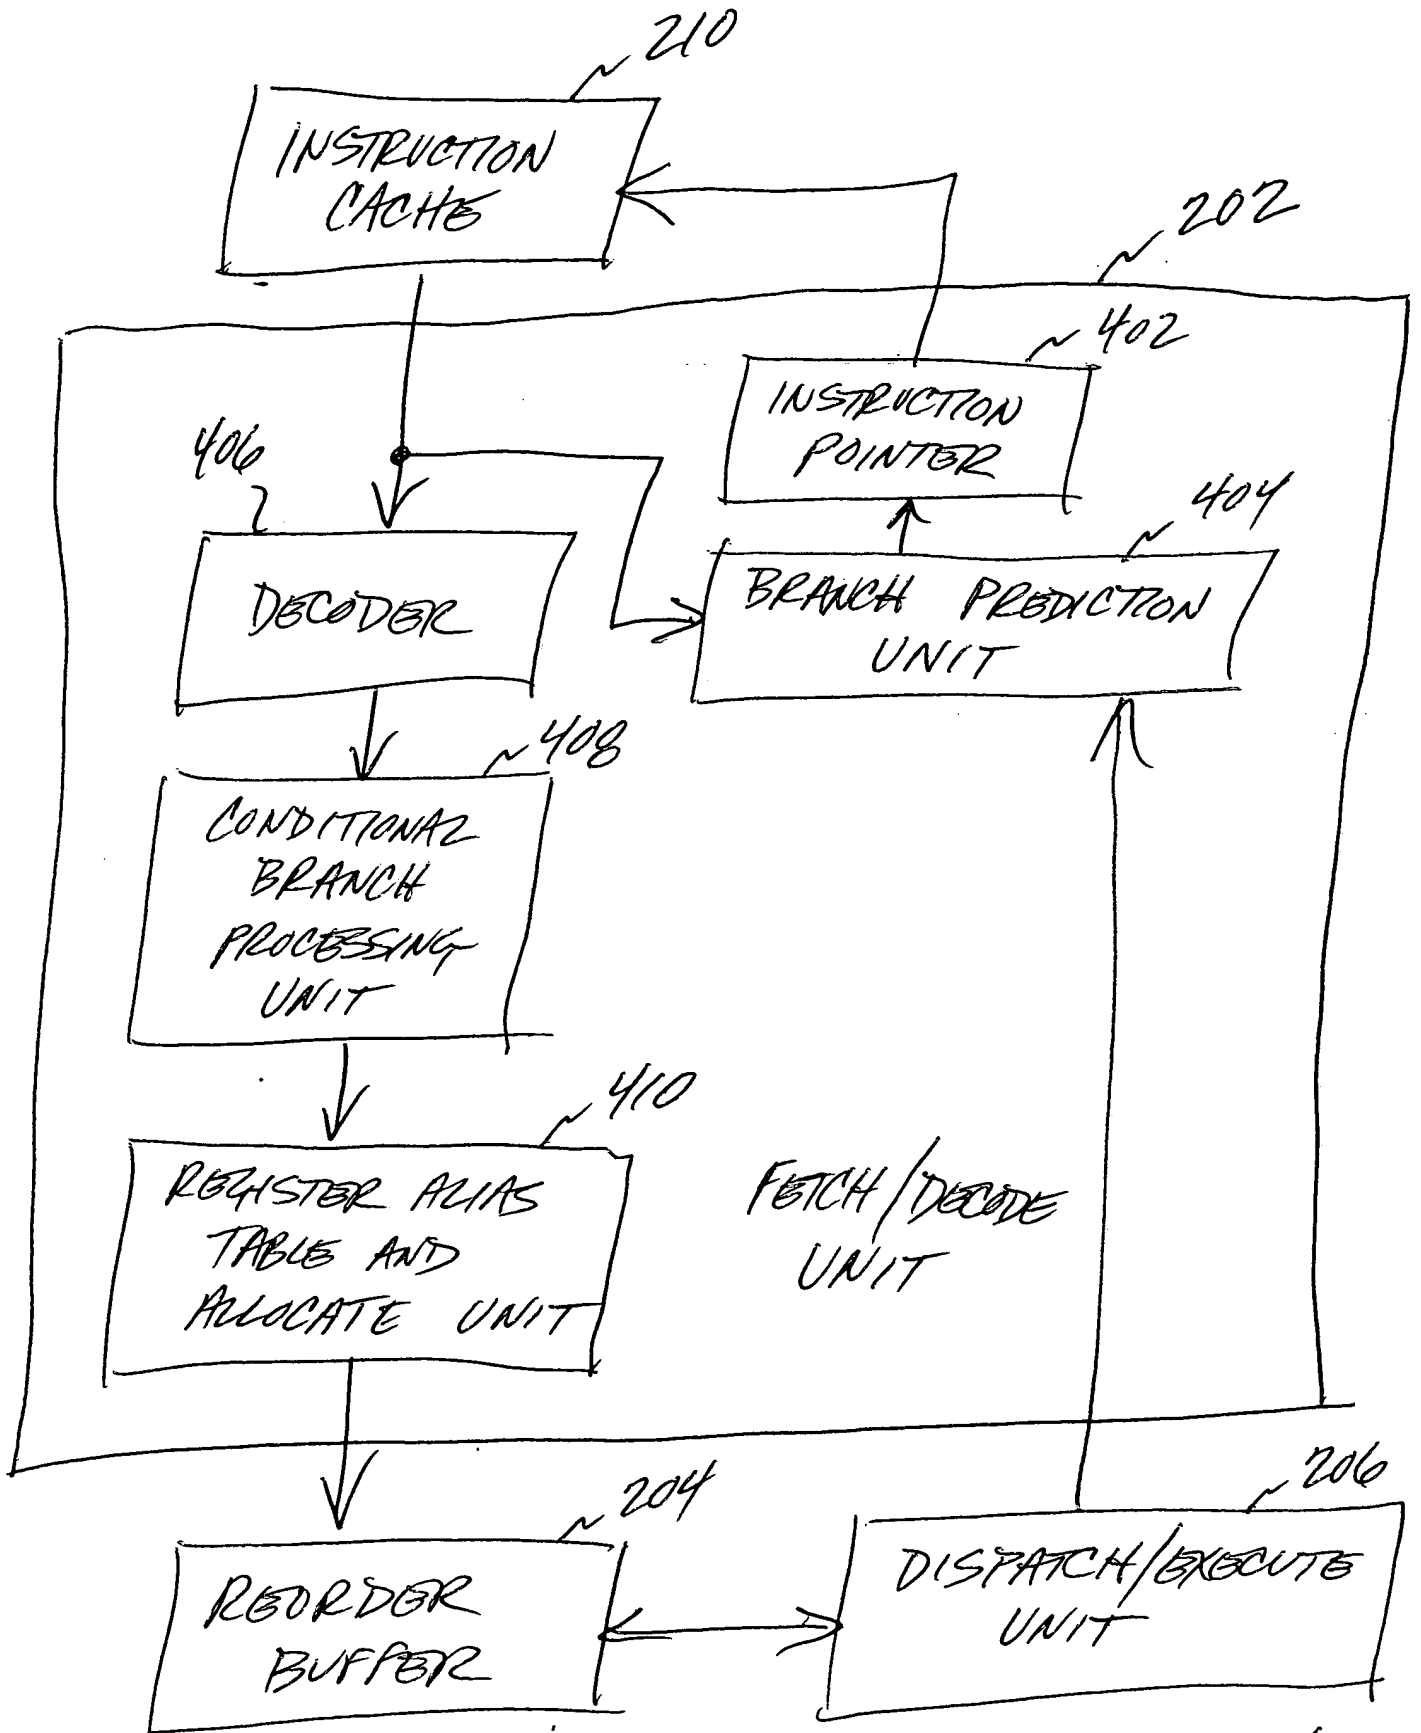 210
INSTRUCTION
CACHE
202
402
INSTRUCTION
POINTER
406
404
DECODER
BRANCH PREDICTION
UNIT
408
CONDITIONAL
BRANCH
PROCESSING
UNIT
410
REGISTER ALIAS
TABLE AND
ALLOCATE UNIT
FETCH/DECODE
UNIT
204
206
REORDER
BUFFER
DISPATCH/EXECUTE
UNIT